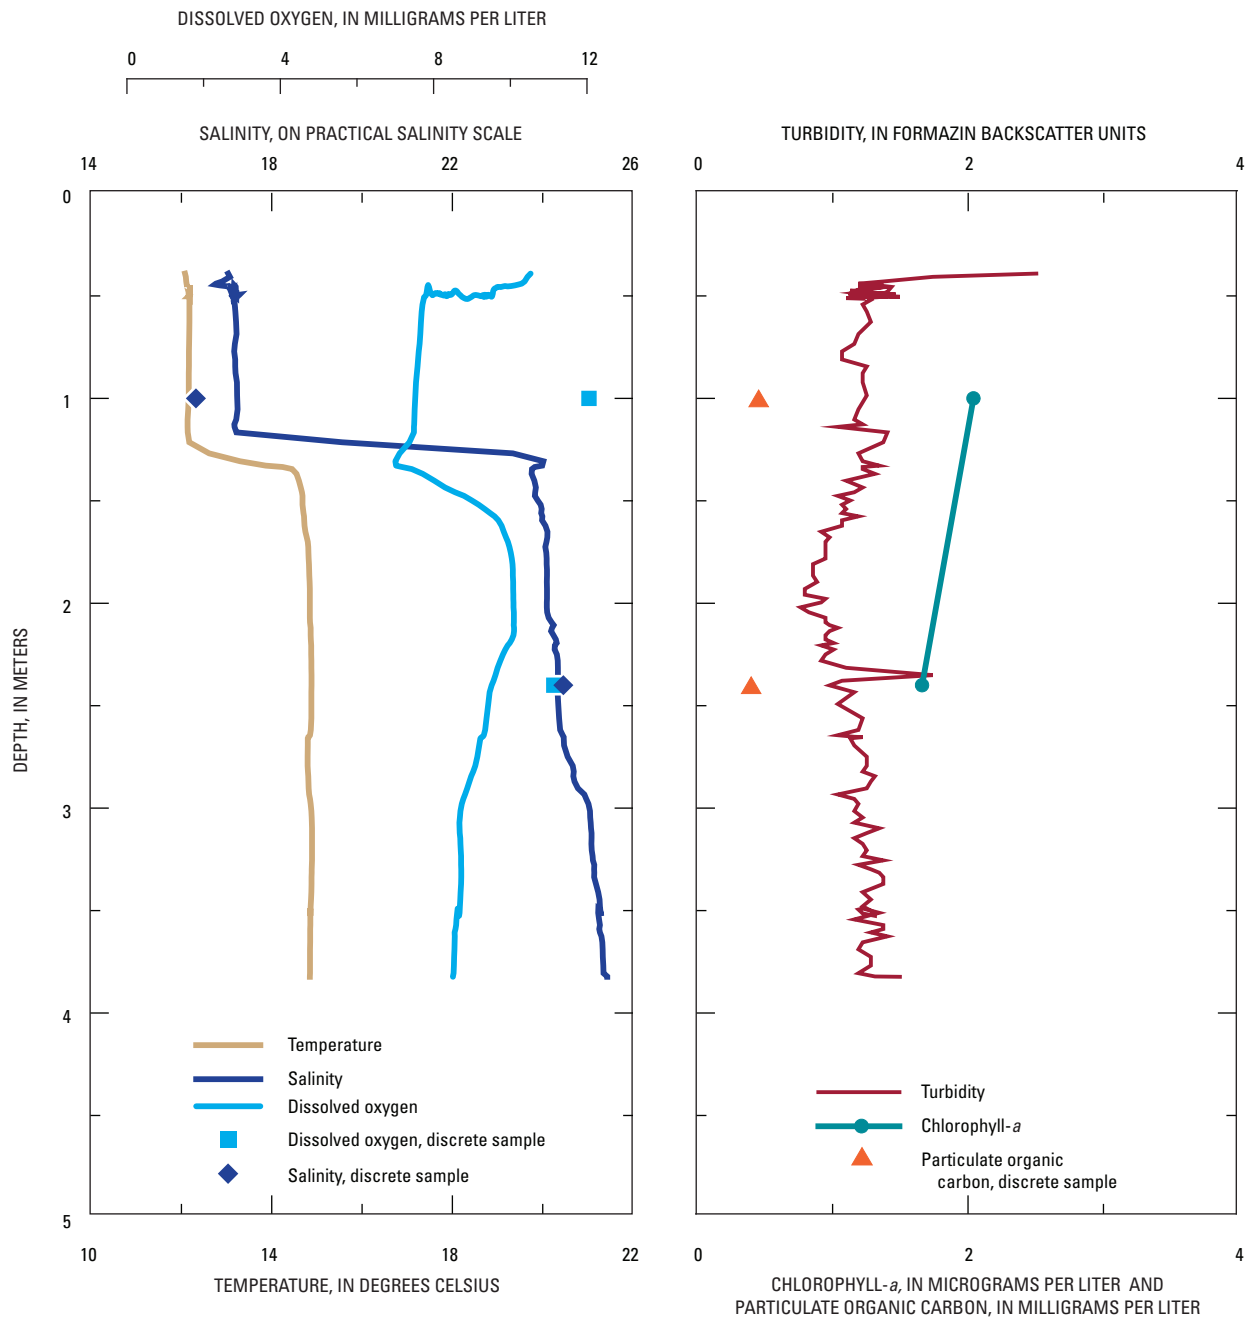 DISSOLVED OXYGEN, IN MILLIGRAMS PER LITER
0 4 8 12
SALINITY, ON PRACTICAL SALINITY SCALE
14 18 22 26
TURBIDITY, IN FORMAZIN BACKSCATTER UNITS
0 2 4
DEPTH, IN METERS
0
1
2
3
4
5
Temperature
Salinity
Dissolved oxygen
Dissolved oxygen, discrete sample
Salinity, discrete sample
Turbidity
Chlorophyll-a
Particulate organic
carbon, discrete sample
10 14 18 22
TEMPERATURE, IN DEGREES CELSIUS
0 2 4
CHLOROPHYLL-a, IN MICROGRAMS PER LITER AND
PARTICULATE ORGANIC CARBON, IN MILLIGRAMS PER LITER